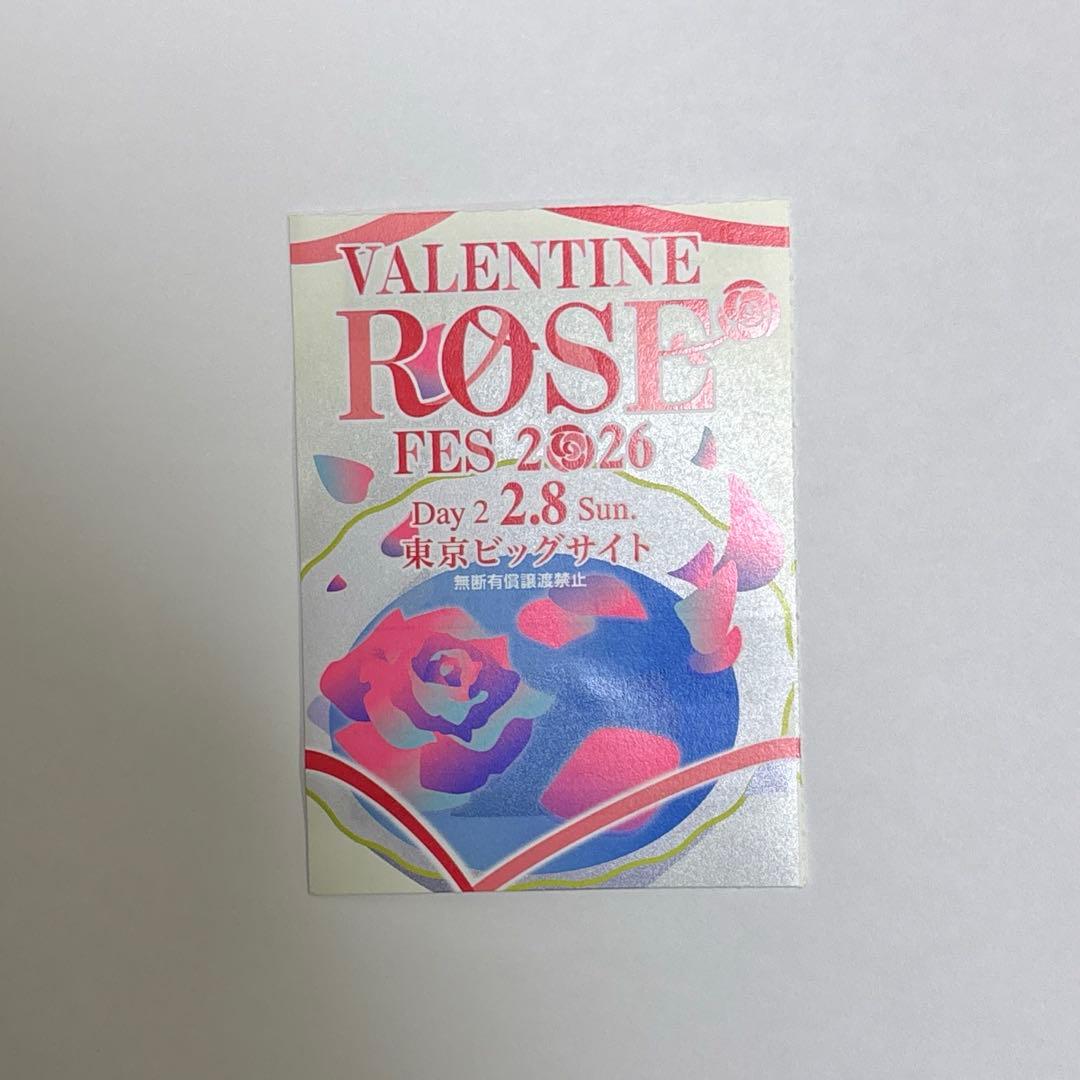 VALENTINE
ROSE
FES 2026
Day 2 2.8 Sun.
東京ビッグサイト
無断有償譲渡禁止